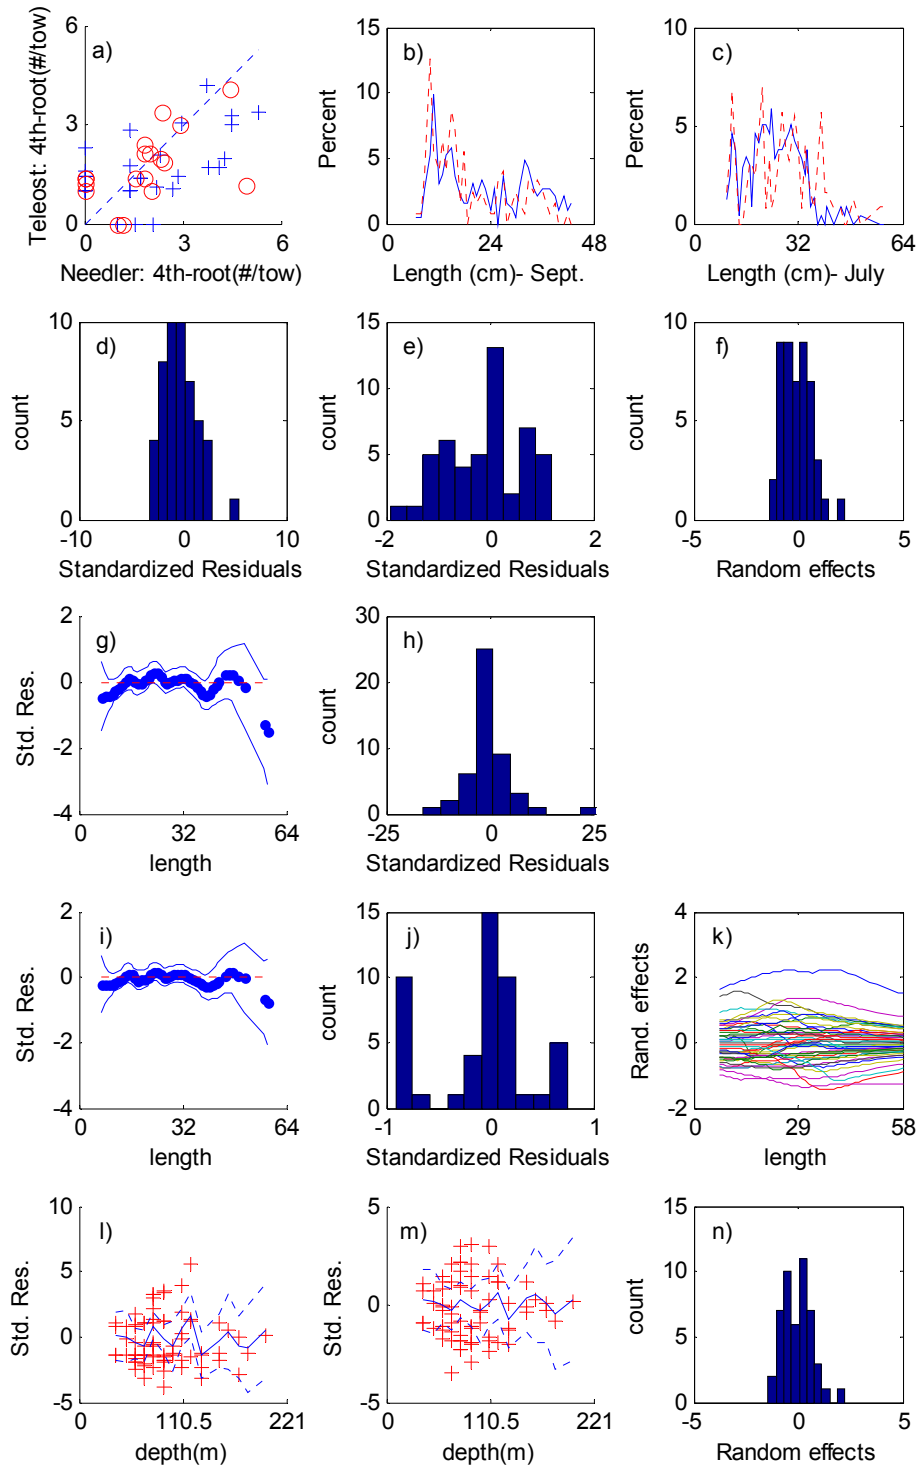 a)
6
3
0
0
3
6
Teleost: 4th-root(#/tow)
Needler: 4th-root(#/tow)
b)
15
10
5
0
0
24
48
Percent
Length (cm)- Sept.
c)
10
5
0
0
32
64
Percent
Length (cm)- July
d)
10
5
0
-10
0
10
count
Standardized Residuals
e)
15
10
5
0
-2
0
2
count
Standardized Residuals
f)
10
5
0
-5
0
5
count
Random effects
g)
2
0
-2
-4
0
32
64
Std. Res.
length
h)
30
20
10
0
-25
0
25
count
Standardized Residuals
i)
2
0
-2
-4
0
32
64
Std. Res.
length
j)
15
10
5
0
-1
0
1
count
Standardized Residuals
k)
4
2
0
-2
0
29
58
Rand. effects
length
l)
10
5
0
-5
0
110.5
221
Std. Res.
depth(m)
m)
5
0
-5
0
110.5
221
Std. Res.
depth(m)
n)
15
10
5
0
-5
0
5
count
Random effects